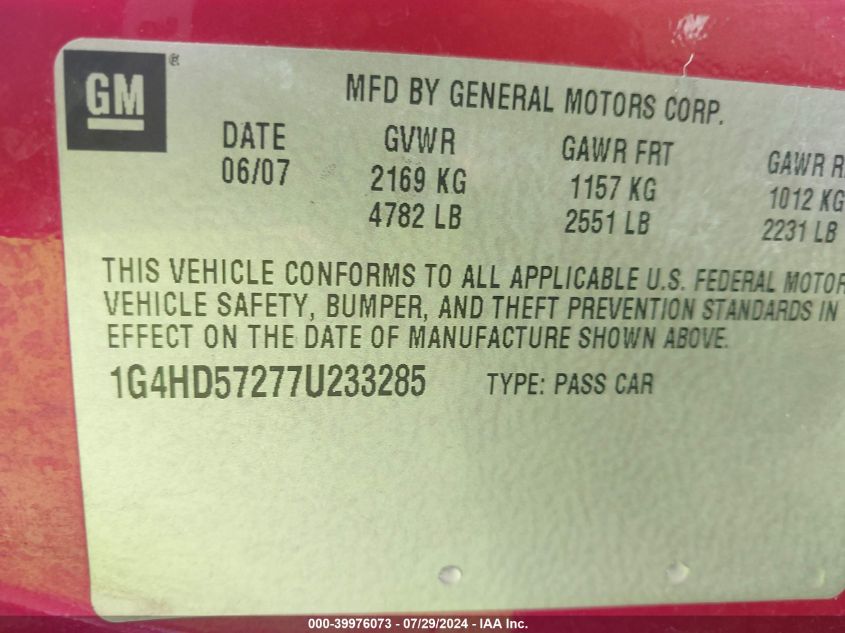 GM
MFD BY GENERAL MOTORS CORP.
DATE GVWR GAWR FRT GAWR R
06/07 2169 KG 1157 KG 1012 KG
4782 LB 2551 LB 2231 LB
THIS VEHICLE CONFORMS TO ALL APPLICABLE U.S. FEDERAL MOTOR
VEHICLE SAFETY, BUMPER, AND THEFT PREVENTION STANDARDS IN
EFFECT ON THE DATE OF MANUFACTURE SHOWN ABOVE.
1G4HD57277U233285 TYPE: PASS CAR
000-39976073 - 07/29/2024 - IAA Inc.